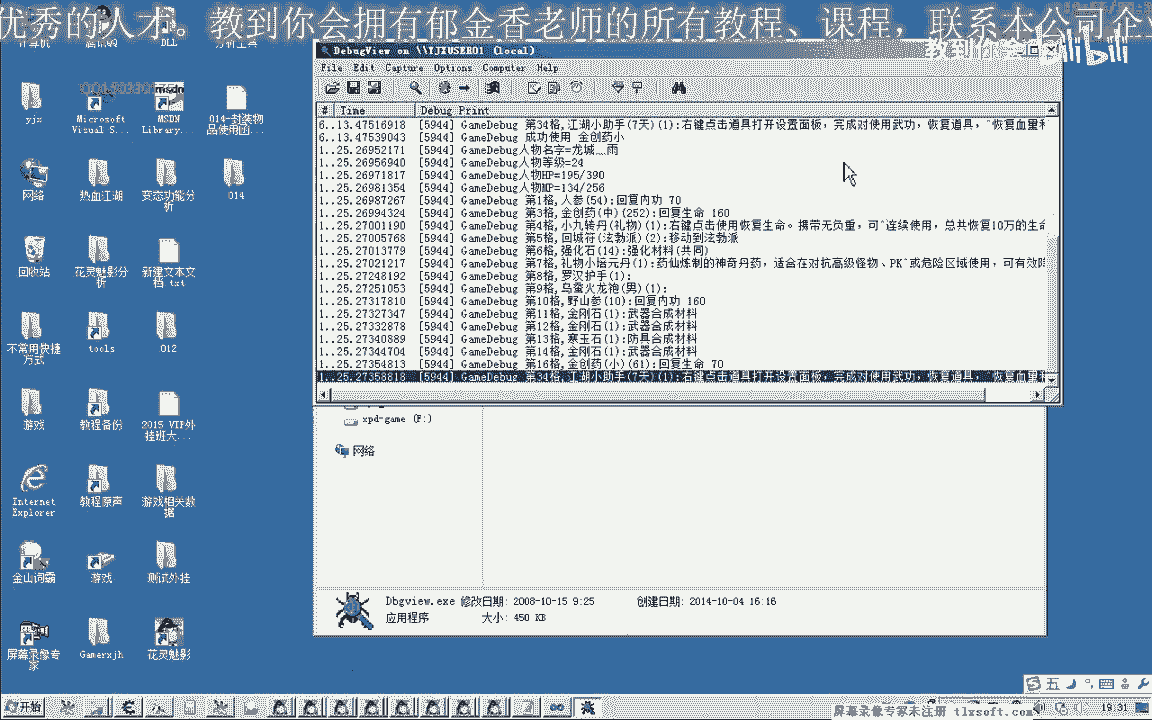 优秀的人才。教到你会拥有郁金香老师的所有教程、课程，联系本公司企业
教到你会
bilibili
DebugView on \\YJXUSER01 (local)
File Edit Capture Options Computer Help
# Time Debug Print
6..13.47516918 [5944] GameDebug 第34格,江湖小助手(7天)(1):右键点击道具打开设置面板，完成对使用武功，恢复道具，^恢复血量和
6..13.47539043 [5944] GameDebug 成功使用 金创药小
1..25.26952171 [5944] GameDebug人物名字=龙城﹏雨
1..25.26956940 [5944] GameDebug人物等级=24
1..25.26971817 [5944] GameDebug人物HP=195/390
1..25.26981354 [5944] GameDebug人物MP=134/256
1..25.26987267 [5944] GameDebug 第1格,人参(54):回复内功 70
1..25.26994324 [5944] GameDebug 第3格,金创药(中)(252):回复生命 160
1..25.27001190 [5944] GameDebug 第4格,小九转丹(礼物)(1):右键点击使用恢复生命。携带无负重，可^连续使用，总共恢复10万的生命
1..25.27005768 [5944] GameDebug 第5格,回城符(泫勃派)(2):移动到泫勃派
1..25.27013779 [5944] GameDebug 第6格,强化石(14):强化材料(共同)
1..25.27021217 [5944] GameDebug 第7格,礼物小培元丹(1):药仙炼制的神奇丹药，适合在对抗高级怪物、PK^或危险区域使用，可有效防
1..25.27248192 [5944] GameDebug 第8格,罗汉护手(1):
1..25.27251053 [5944] GameDebug 第9格,乌鳌火龙袍(男)(1):
1..25.27317810 [5944] GameDebug 第10格,野山参(10):回复内功 160
1..25.27327347 [5944] GameDebug 第11格,金刚石(1):武器合成材料
1..25.27332878 [5944] GameDebug 第12格,金刚石(1):武器合成材料
1..25.27340889 [5944] GameDebug 第13格,寒玉石(1):防具合成材料
1..25.27344704 [5944] GameDebug 第14格,金刚石(1):武器合成材料
1..25.27354813 [5944] GameDebug 第16格,金创药(小)(61):回复生命 70
1..25.27358818 [5944] GameDebug 第34格,江湖小助手(7天)(1):右键点击道具打开设置面板，完成对使用武功，恢复道具，^恢复血量和
xpd-game (F:)
网络
Dbgview.exe 修改日期: 2008-10-15 9:25 创建日期: 2014-10-04 16:16
应用程序 大小: 450 KB
计算机 腾讯QQ DLL 分析工具
yjx Microsoft Visual S... MSDN Library... 014-封装物品使用函...
网络 热血江湖 变态功能分析 014
回收站 花灵魅影分析 新建文本文档.txt
不常用快捷方式 tools 012
游戏 教程备份 2015 VIP外挂班大...
Internet Explorer 教程原声 游戏相关数据
金山词霸 游戏 测试外挂
屏幕录像专家 Gamerxjh 花灵魅影
开始
五
屏幕录像专家未注册 tlxsoft.com
19:31